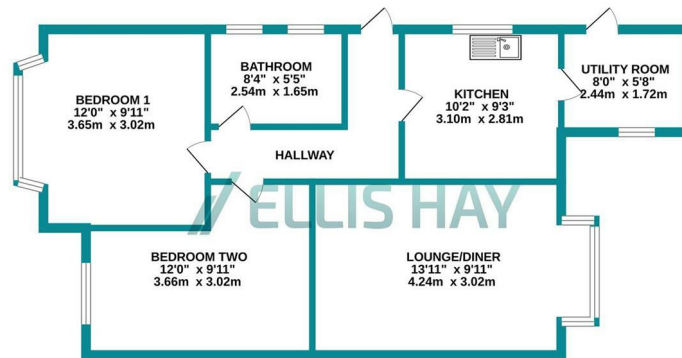 BATHROOM
8'4" x 5'5"
2.54m x 1.65m
BEDROOM 1
12'0" x 9'11"
3.65m x 3.02m
KITCHEN
10'2" x 9'3"
3.10m x 2.81m
UTILITY ROOM
8'0" x 5'8"
2.44m x 1.72m
HALLWAY
ELLIS HAY
BEDROOM TWO
12'0" x 9'11"
3.66m x 3.02m
LOUNGE/DINER
13'11" x 9'11"
4.24m x 3.02m